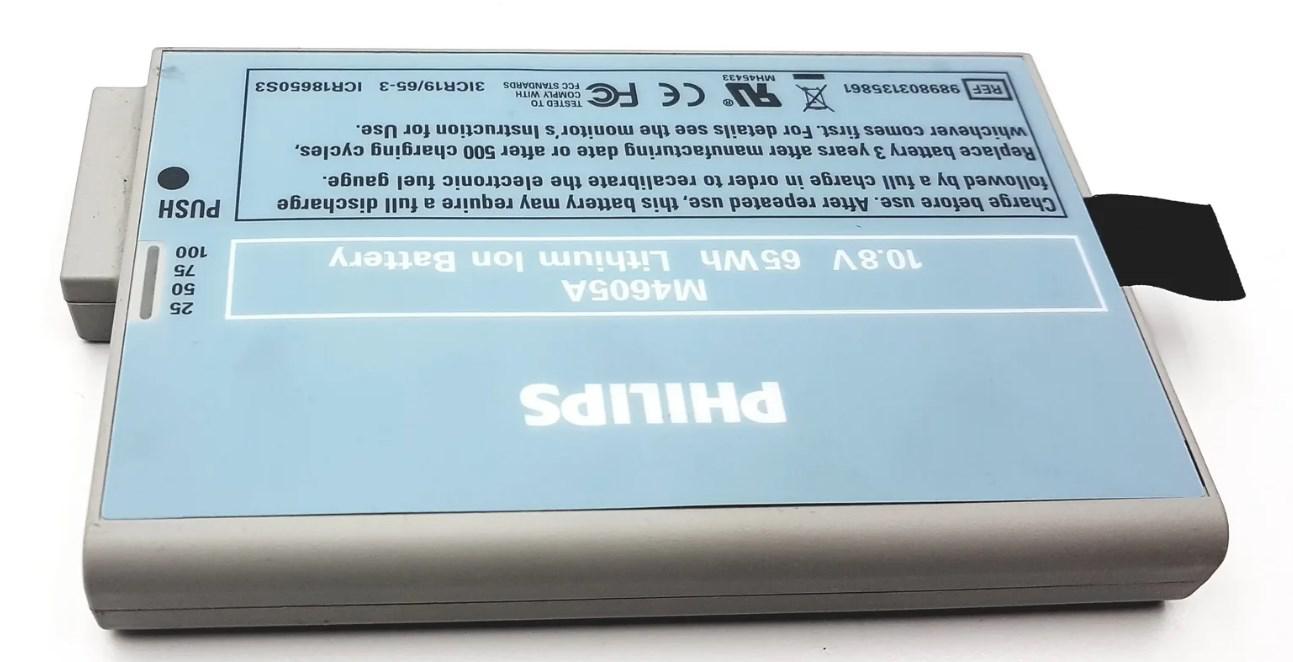 PHILIPS
M4605A
10.8V 65Wh Lithium Ion Battery
25
50
75
100
PUSH
Charge before use. After repeated use, this battery may require a full discharge
followed by a full charge in order to recalibrate the electronic fuel gauge.
Replace battery 3 years after manufacturing date or after 500 charging cycles,
whichever comes first. For details see the monitor's Instruction for Use.
REF 989803135861
MH45433
TESTED TO
COMPLY WITH
FCC STANDARDS
3ICR19/65-3 ICR18650S3